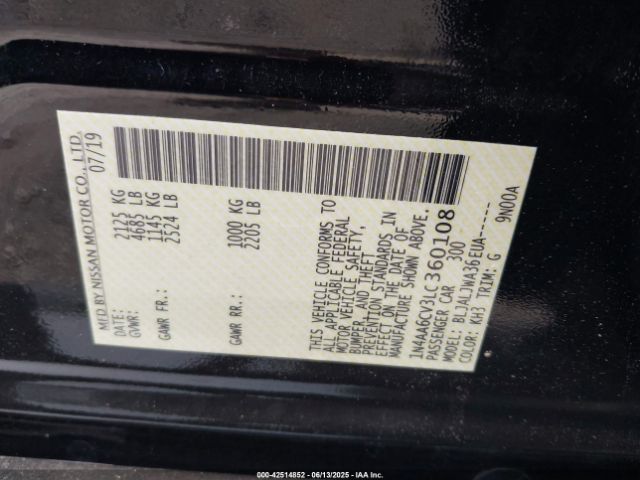 MFD BY NISSAN MOTOR CO., LTD.
DATE: 07/19
GVWR: 2125 KG
4685 LB
GAWR FR.: 1145 KG
2524 LB
GAWR RR.: 1000 KG
2205 LB
THIS VEHICLE CONFORMS TO
ALL APPLICABLE FEDERAL
MOTOR VEHICLE SAFETY,
BUMPER, AND THEFT
PREVENTION STANDARDS IN
EFFECT ON THE DATE OF
MANUFACTURE SHOWN ABOVE.
1N4AA6CV3LC360108
PASSENGER CAR 300
MODEL: BLJALJWA36EUA------
COLOR: KH3 TRIM: G 9N00A
000-42514852 | 06/13/2025 - IAA Inc.